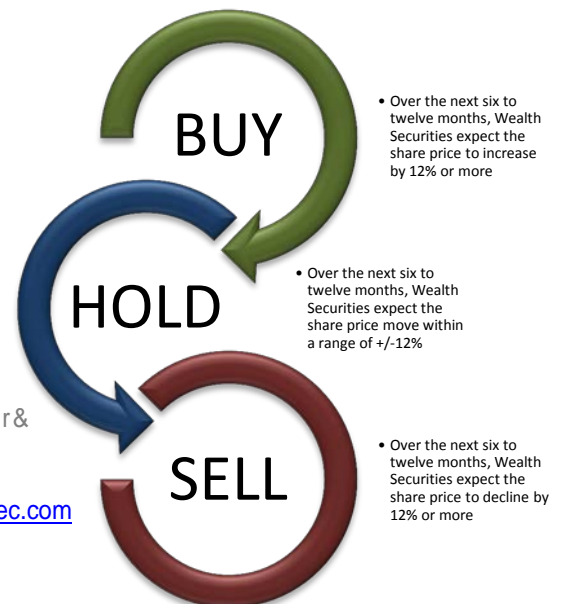 BUY
• Over the next six to
twelve months, Wealth
Securities expect the
share price to increase
by 12% or more
HOLD
• Over the next six to
twelve months, Wealth
Securities expect the
share price move within
a range of +/-12%
r&
SELL
• Over the next six to
twelve months, Wealth
Securities expect the
share price to decline by
12% or more
ec.com